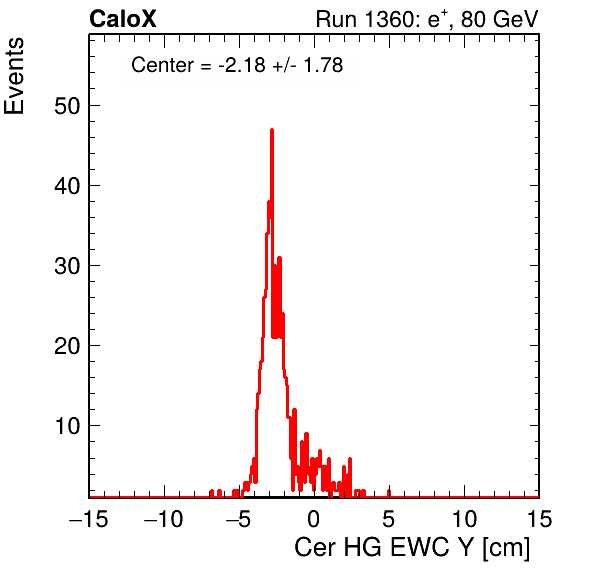 CaloX
Run 1360: e+, 80 GeV
Center = -2.18 +/- 1.78
Events
50
40
30
20
10
−15 −10 −5 0 5 10 15
Cer HG EWC Y [cm]